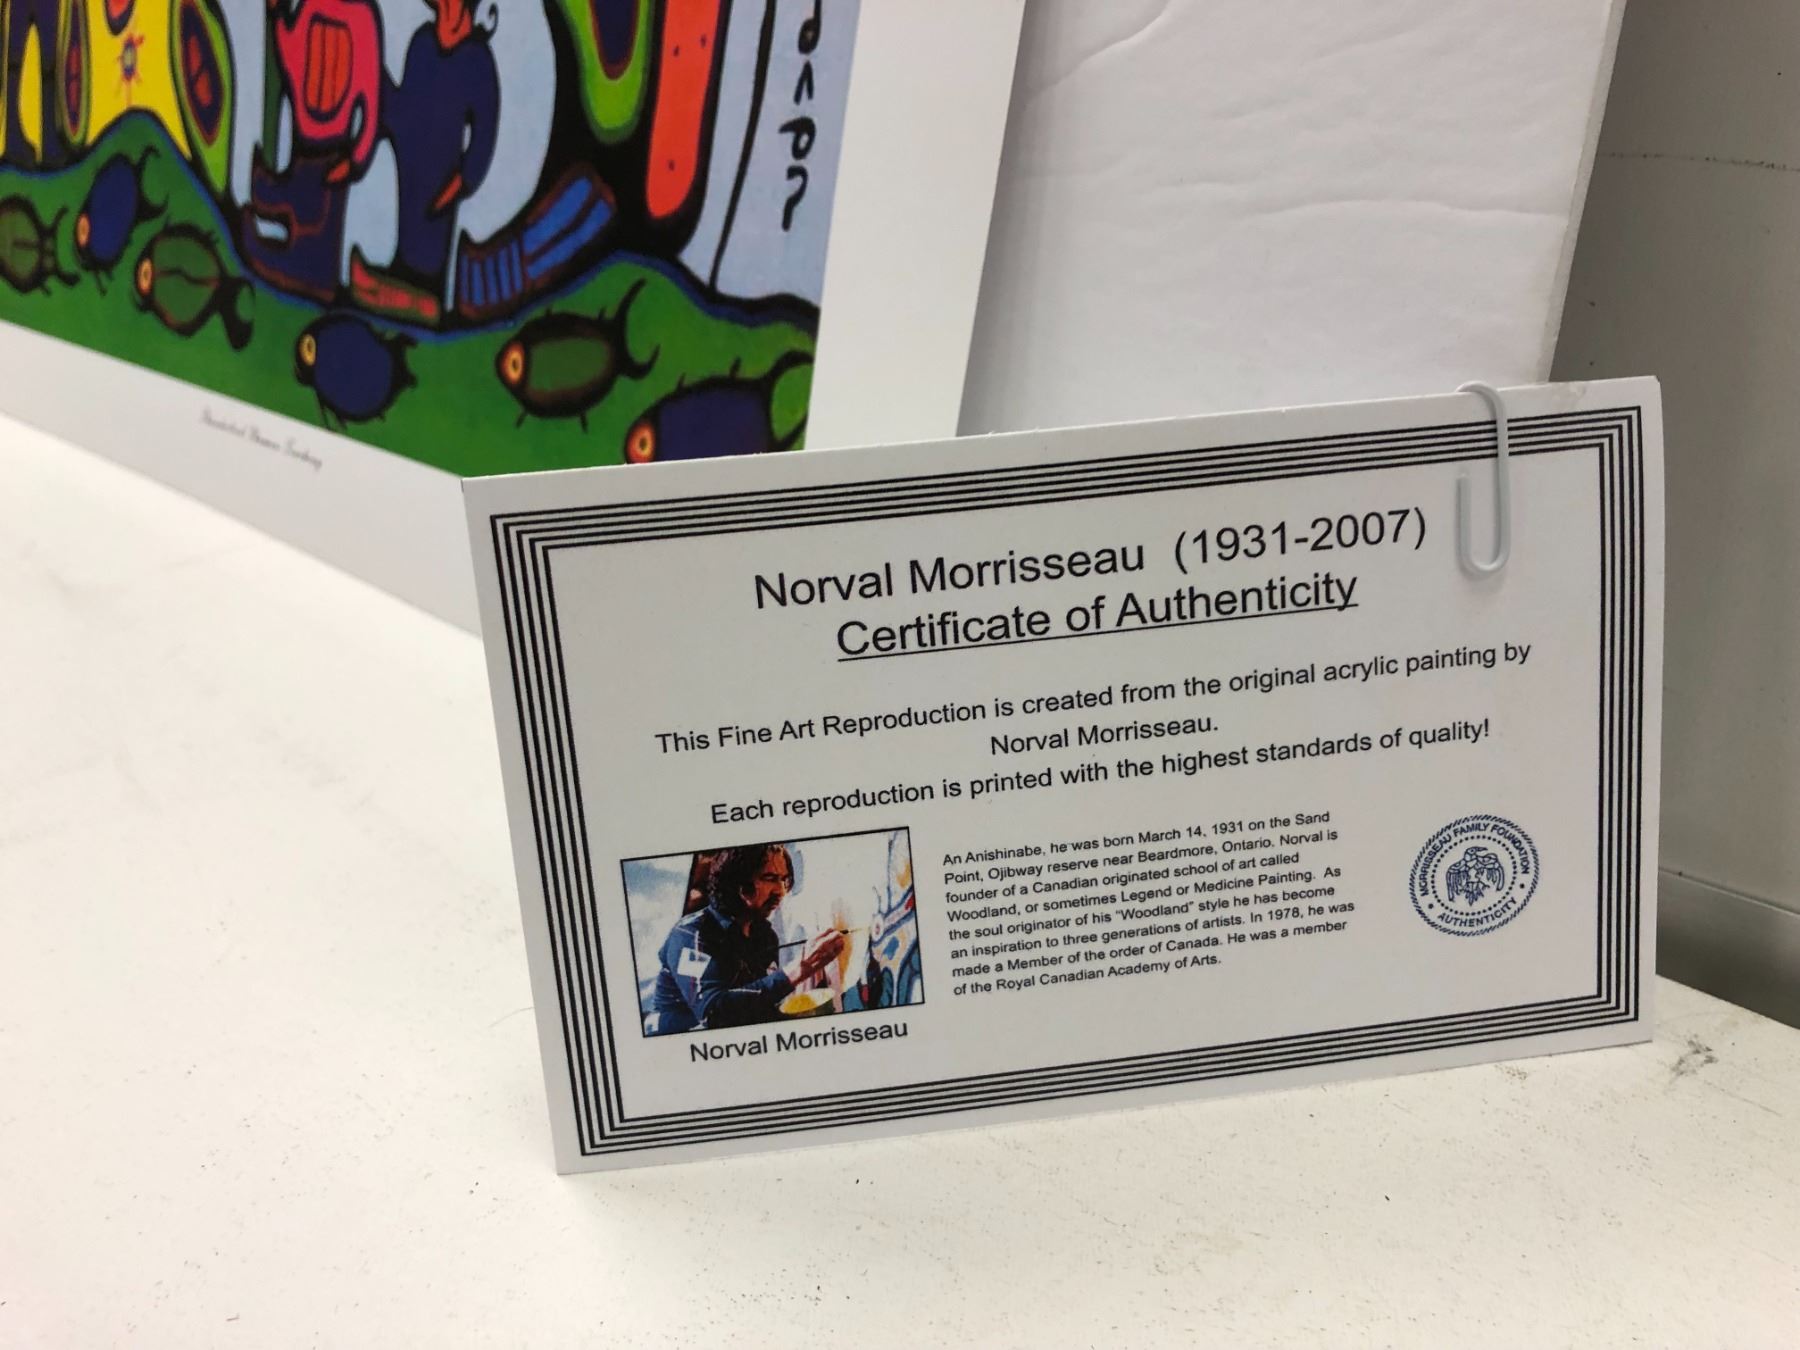 Norval Morrisseau (1931-2007)
Certificate of Authenticity
This Fine Art Reproduction is created from the original acrylic painting by
Norval Morrisseau.
Each reproduction is printed with the highest standards of quality!
An Anishinabe, he was born March 14, 1931 on the Sand
Point, Ojibway reserve near Beardmore, Ontario. Norval is
founder of a Canadian originated school of art called
Woodland, or sometimes Legend or Medicine Painting. As
the soul originator of his "Woodland" style he has become
an inspiration to three generations of artists. In 1978, he was
made a Member of the order of Canada. He was a member
of the Royal Canadian Academy of Arts.
MORRISSEAU FAMILY FOUNDATION
AUTHENTICITY
Norval Morrisseau